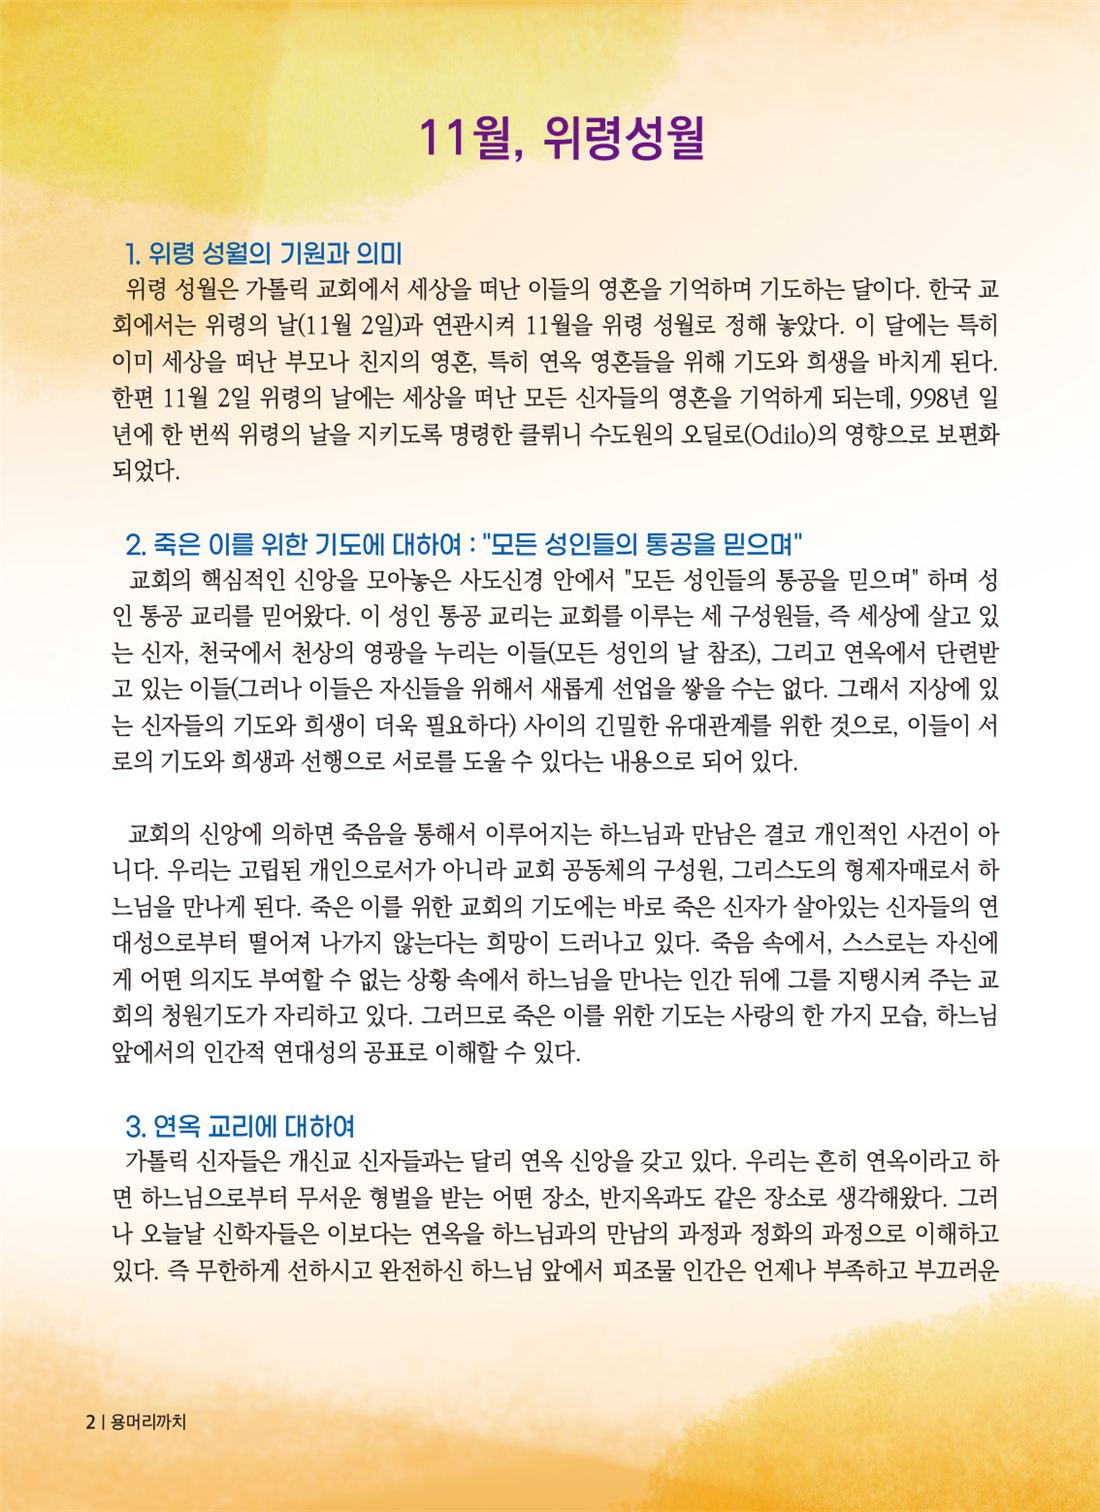 11월, 위령성월
1. 위령 성월의 기원과 의미
위령 성월은 가톨릭 교회에서 세상을 떠난 이들의 영혼을 기억하며 기도하는 달이다. 한국 교
회에서는 위령의 날(11월 2일)과 연관시켜 11월을 위령 성월로 정해 놓았다. 이 달에는 특히
이미 세상을 떠난 부모나 친지의 영혼, 특히 연옥 영혼들을 위해 기도와 희생을 바치게 된다.
한편 11월 2일 위령의 날에는 세상을 떠난 모든 신자들의 영혼을 기억하게 되는데, 998년 일
년에 한 번씩 위령의 날을 지키도록 명령한 클뤼니 수도원의 오딜로(Odilo)의 영향으로 보편화
되었다.
2. 죽은 이를 위한 기도에 대하여 : "모든 성인들의 통공을 믿으며"
교회의 핵심적인 신앙을 모아놓은 사도신경 안에서 "모든 성인들의 통공을 믿으며" 하며 성
인 통공 교리를 믿어왔다. 이 성인 통공 교리는 교회를 이루는 세 구성원들, 즉 세상에 살고 있
는 신자, 천국에서 천상의 영광을 누리는 이들(모든 성인의 날 참조), 그리고 연옥에서 단련받
고 있는 이들(그러나 이들은 자신들을 위해서 새롭게 선업을 쌓을 수는 없다. 그래서 지상에 있
는 신자들의 기도와 희생이 더욱 필요하다) 사이의 긴밀한 유대관계를 위한 것으로, 이들이 서
로의 기도와 희생과 선행으로 서로를 도울 수 있다는 내용으로 되어 있다.
교회의 신앙에 의하면 죽음을 통해서 이루어지는 하느님과 만남은 결코 개인적인 사건이 아
니다. 우리는 고립된 개인으로서가 아니라 교회 공동체의 구성원, 그리스도의 형제자매로서 하
느님을 만나게 된다. 죽은 이를 위한 교회의 기도에는 바로 죽은 신자가 살아있는 신자들의 연
대성으로부터 떨어져 나가지 않는다는 희망이 드러나고 있다. 죽음 속에서, 스스로는 자신에
게 어떤 의지도 부여할 수 없는 상황 속에서 하느님을 만나는 인간 뒤에 그를 지탱시켜 주는 교
회의 청원기도가 자리하고 있다. 그러므로 죽은 이를 위한 기도는 사랑의 한 가지 모습, 하느님
앞에서의 인간적 연대성의 공표로 이해할 수 있다.
3. 연옥 교리에 대하여
가톨릭 신자들은 개신교 신자들과는 달리 연옥 신앙을 갖고 있다. 우리는 흔히 연옥이라고 하
면 하느님으로부터 무서운 형벌을 받는 어떤 장소, 반지옥과도 같은 장소로 생각해왔다. 그러
나 오늘날 신학자들은 이보다는 연옥을 하느님과의 만남의 과정과 정화의 과정으로 이해하고
있다. 즉 무한하게 선하시고 완전하신 하느님 앞에서 피조물 인간은 언제나 부족하고 부끄러운
2 | 용머리까치